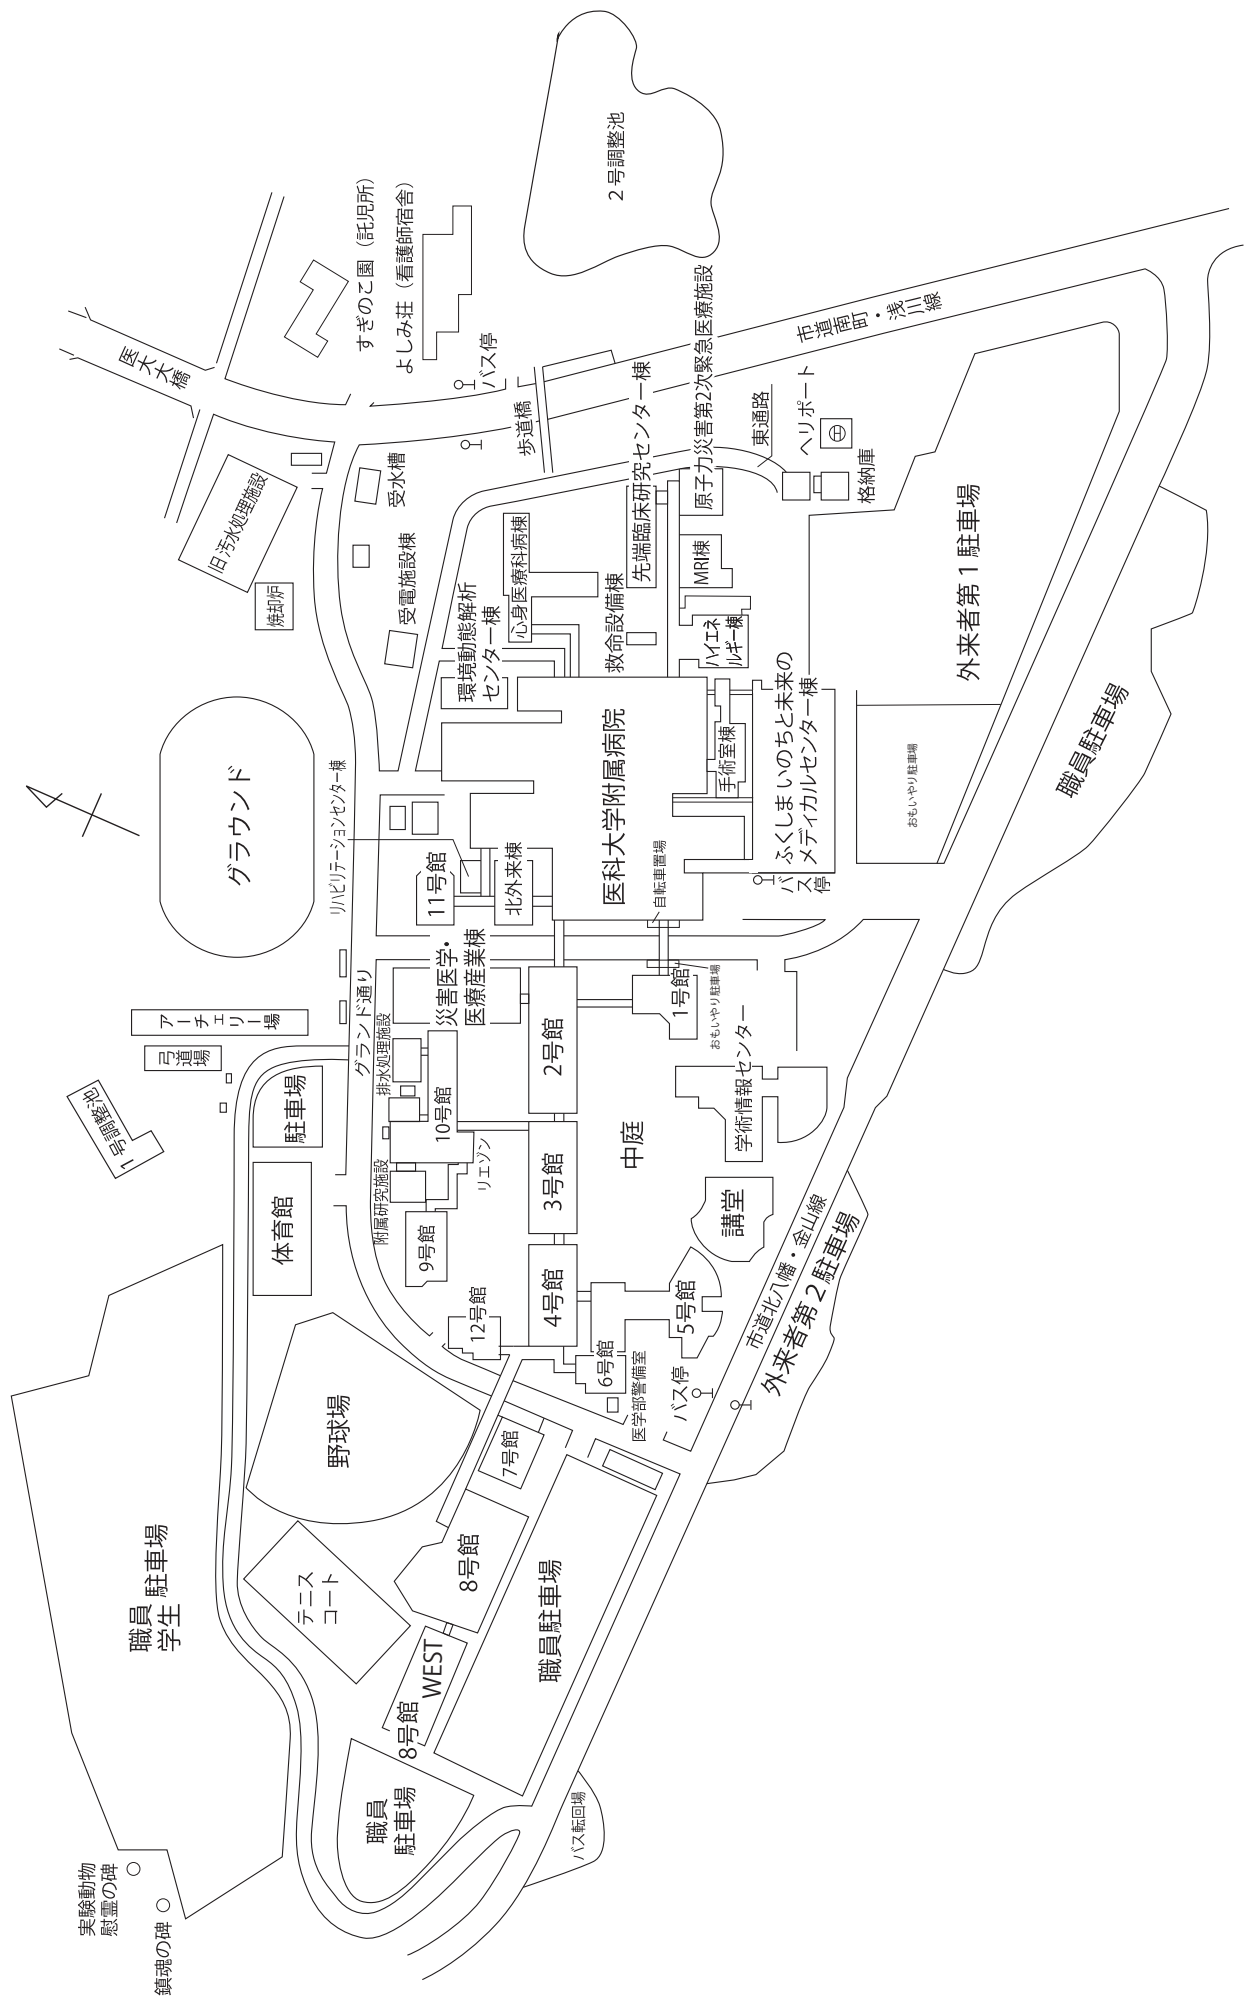 2号調整池
すぎのこ園（託児所）
よしみ荘（看護師宿舎）
医大大橋
バス停
歩道橋
市道南町・浅川線
原子力災害第2次緊急医療施設
先端臨床研究センター棟
東通路
ヘリポート
格納庫
外来者第1駐車場
職員駐車場
旧汚水処理施設
焼却炉
受水槽
受電施設棟
環境動態解析
センター棟
心身医療科病棟
救命設備棟
MRI棟
ハイエネ
ルギー棟
ふくしま いのちと未来の
メディカルセンター棟
手術室棟
医科大学附属病院
おもいやり駐車場
バス停
自転車置場
グラウンド
リハビリテーションセンター棟
11号館
北外来棟
グランド通り
災害医学・
医療産業棟
1号館
おもいやり駐車場
2号館
排水処理施設
10号館
アーチェリー場
弓道場
1号調整池
駐車場
体育館
附属研究施設
リエゾン
9号館
3号館
中庭
学術情報センター
講堂
4号館
12号館
5号館
6号館
医学部警備室
バス停
市道北八幡・金山線
外来者第2駐車場
野球場
7号館
8号館
テニス
コート
8号館
WEST
職員駐車場
職員
学生
駐車場
職員
駐車場
バス転回場
実験動物
慰霊の碑
鎮魂の碑